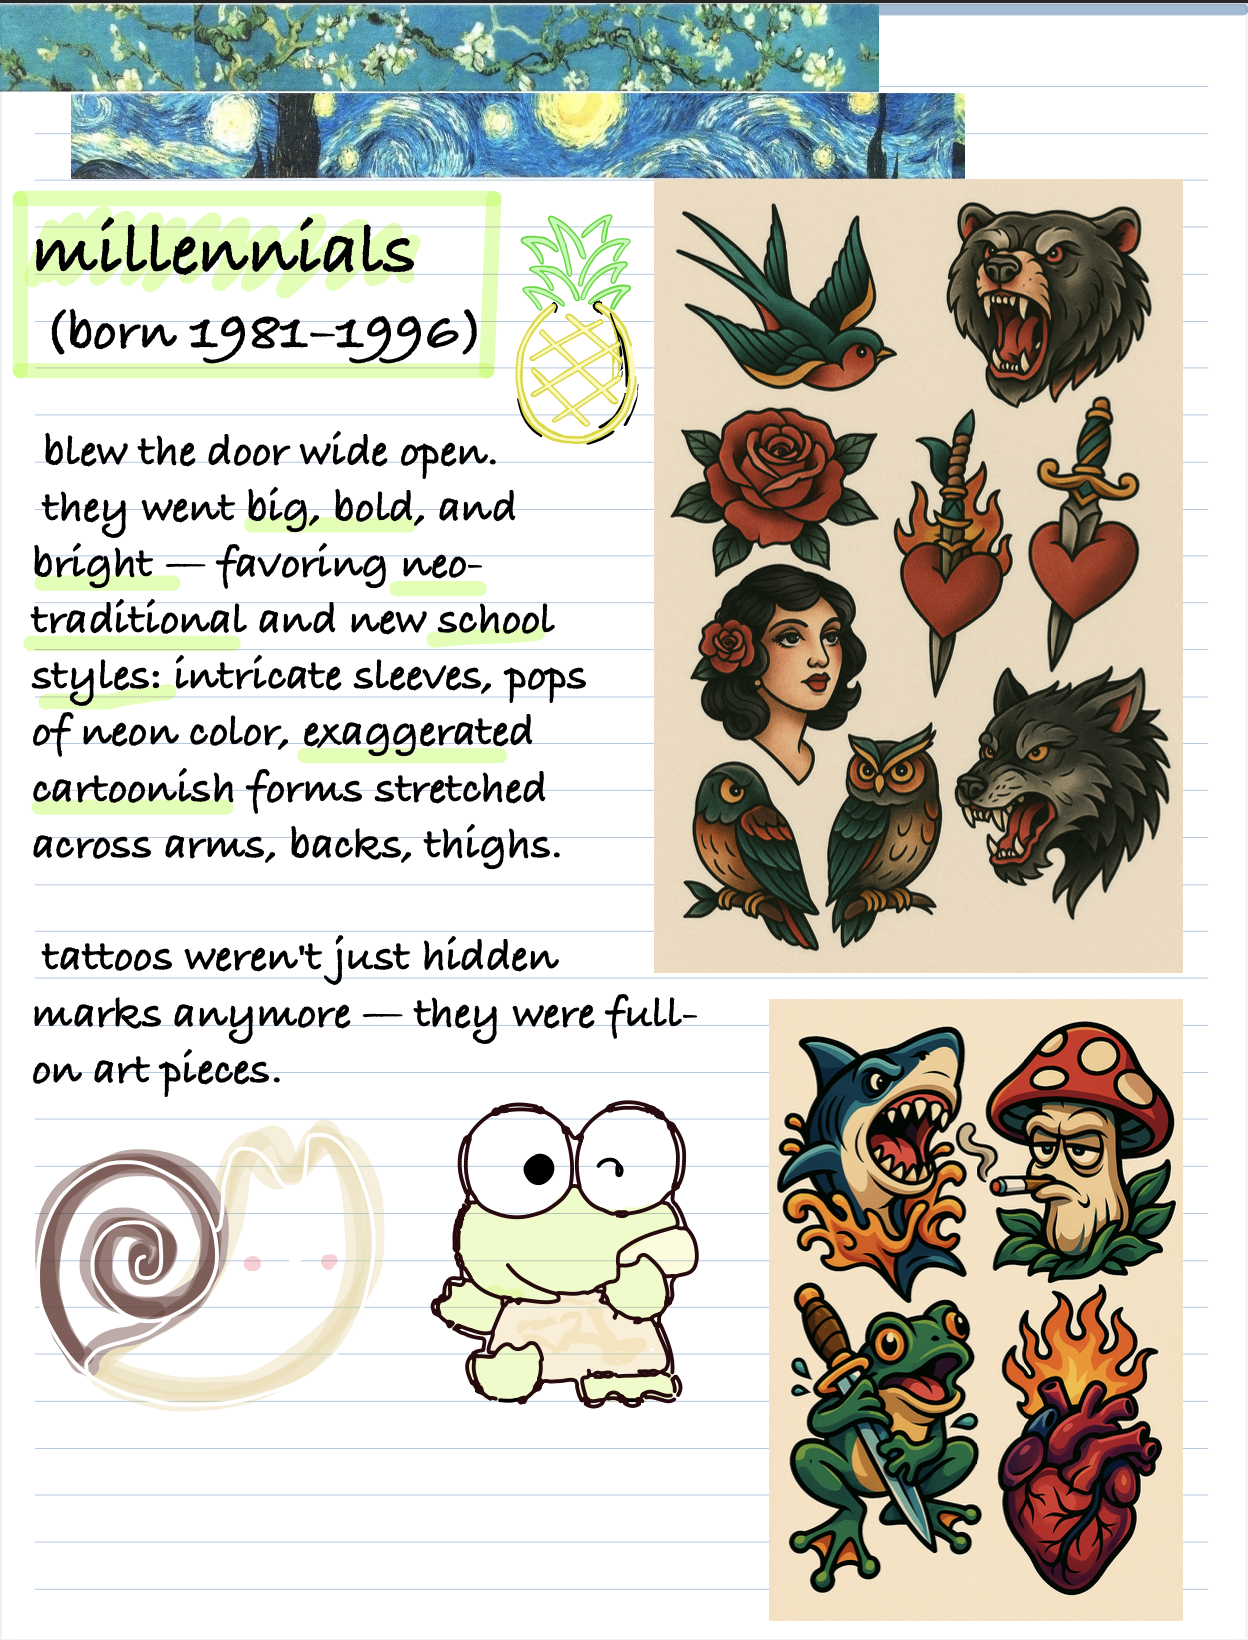 millennials
(born 1981–1996)
blew the door wide open.
they went big, bold, and
bright — favoring neo-
traditional and new school
styles: intricate sleeves, pops
of neon color, exaggerated
cartoonish forms stretched
across arms, backs, thighs.
tattoos weren't just hidden
marks anymore — they were full-
on art pieces.